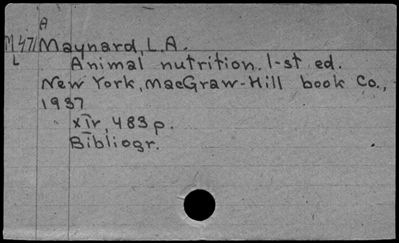 A
M47 Maynard, L.A.
L Animal nutrition. 1-st ed.
New York, MacGraw-Hill book Co.,
1937
XIV, 483 p.
Bibliogr.